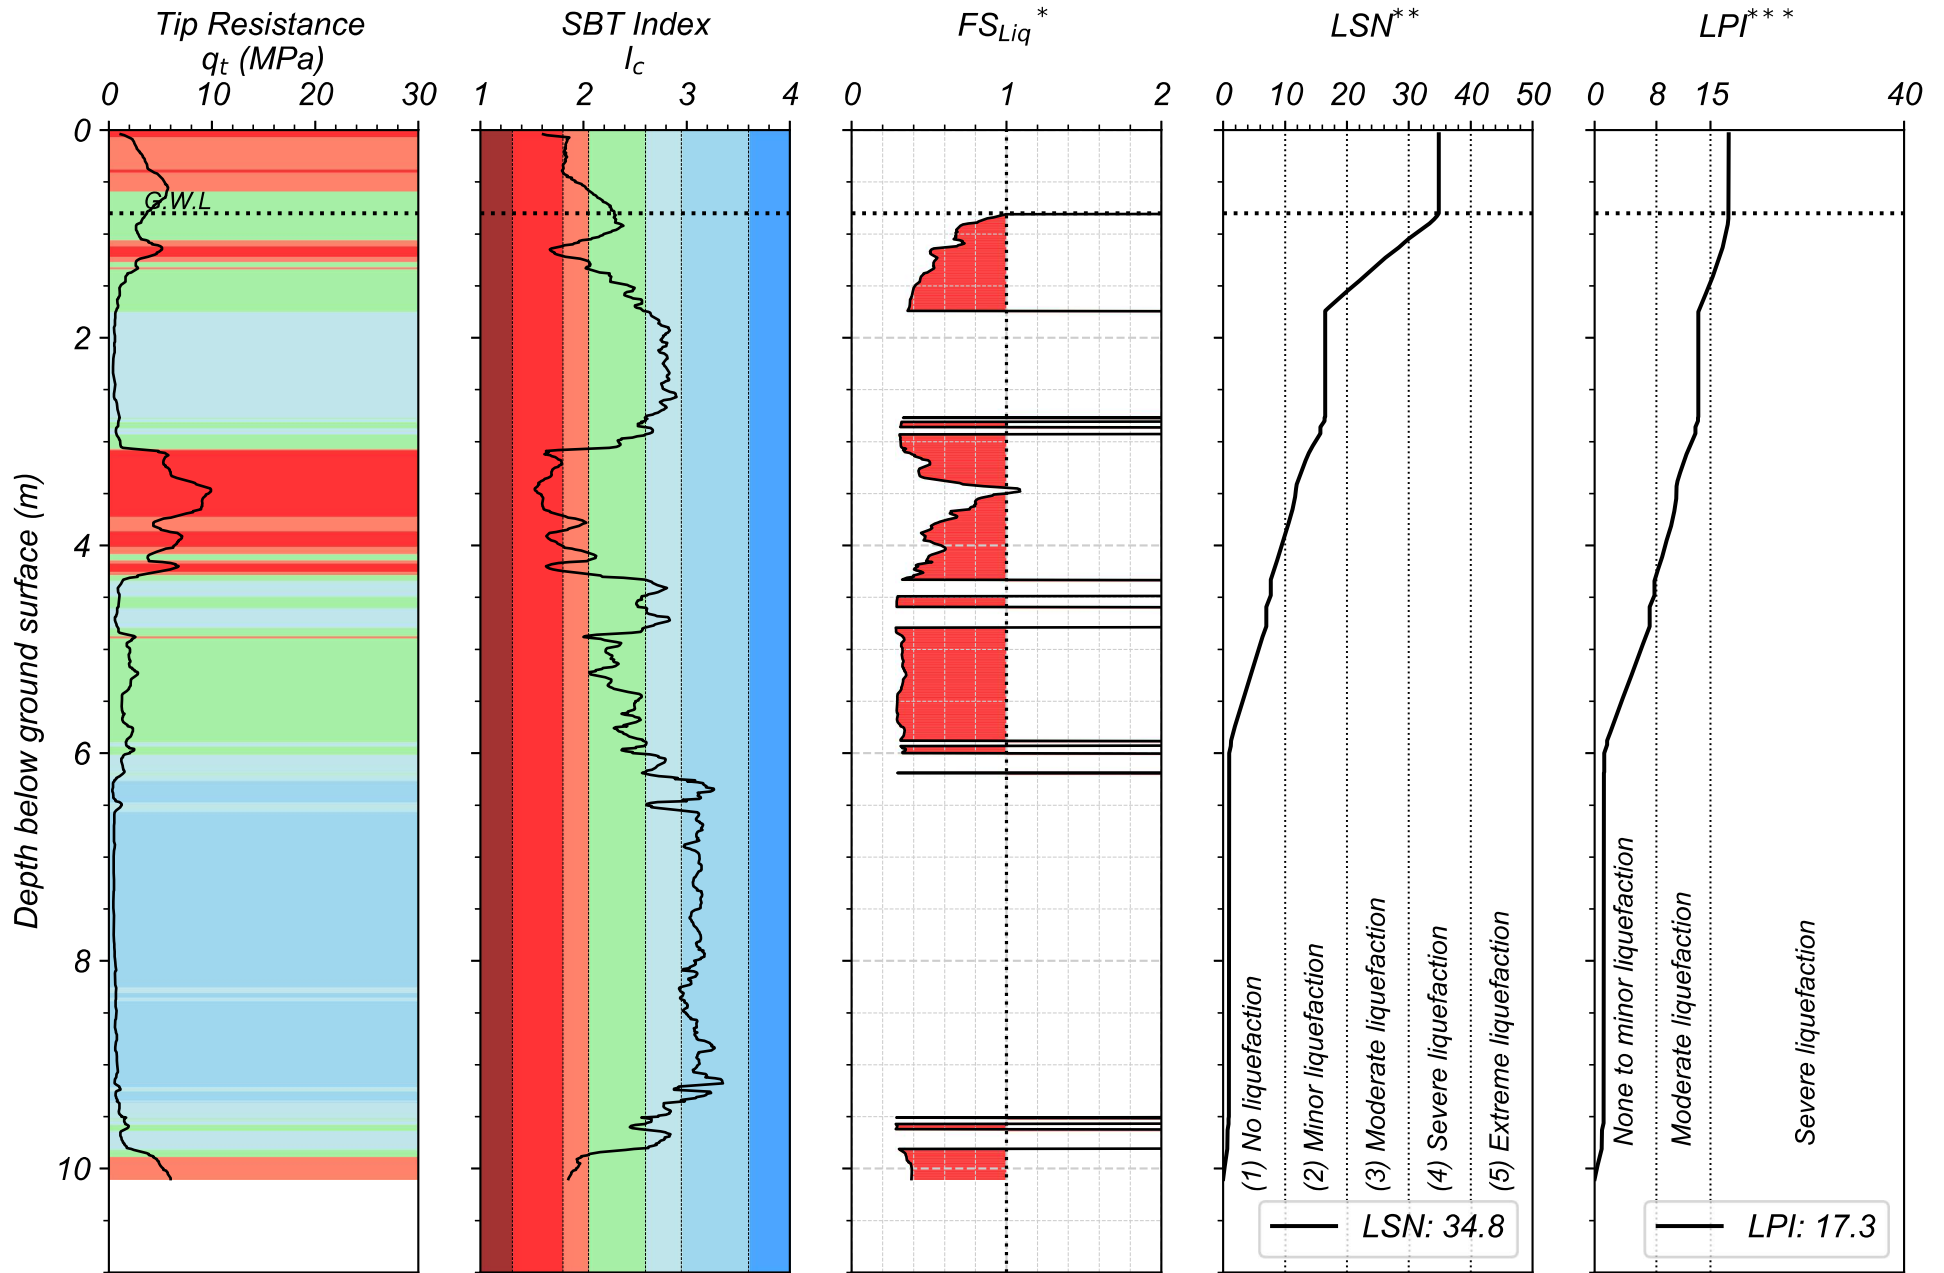 Tip Resistance
qt (MPa)
0 10 20 30
SBT Index
Ic
1 2 3 4
FSLiq*
0 1 2
LSN**
0 10 20 30 40 50
LPI***
0 8 15 40
Depth below ground surface (m)
0
2
4
6
8
10
G.W.L
(1) No liquefaction
(2) Minor liquefaction
(3) Moderate liquefaction
(4) Severe liquefaction
(5) Extreme liquefaction
LSN: 34.8
None to minor liquefaction
Moderate liquefaction
Severe liquefaction
LPI: 17.3